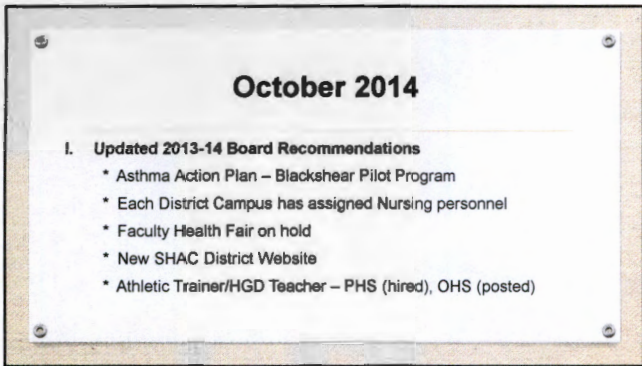 October 2014
I. Updated 2013-14 Board Recommendations
* Asthma Action Plan – Blackshear Pilot Program
* Each District Campus has assigned Nursing personnel
* Faculty Health Fair on hold
* New SHAC District Website
* Athletic Trainer/HGD Teacher – PHS (hired), OHS (posted)